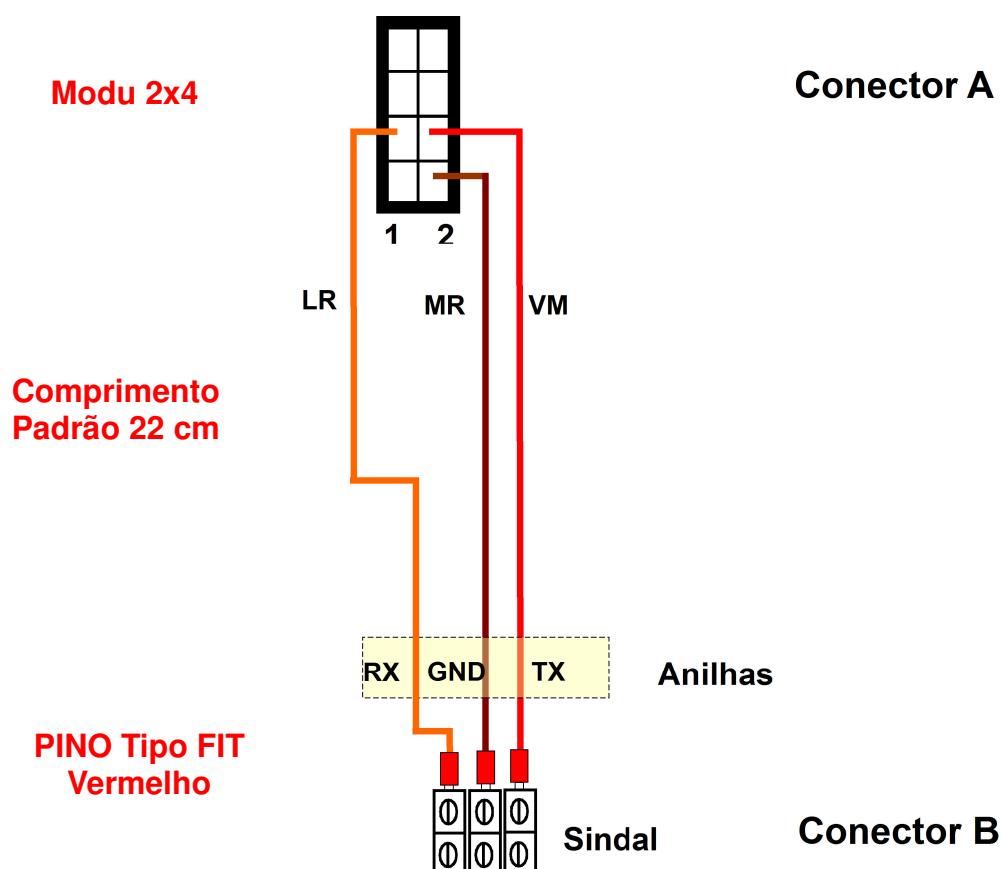 Modu 2x4
Conector A
1 2
LR
MR
VM
Comprimento
Padrão 22 cm
RX GND TX
Anilhas
PINO Tipo FIT
Vermelho
Sindal
Conector B